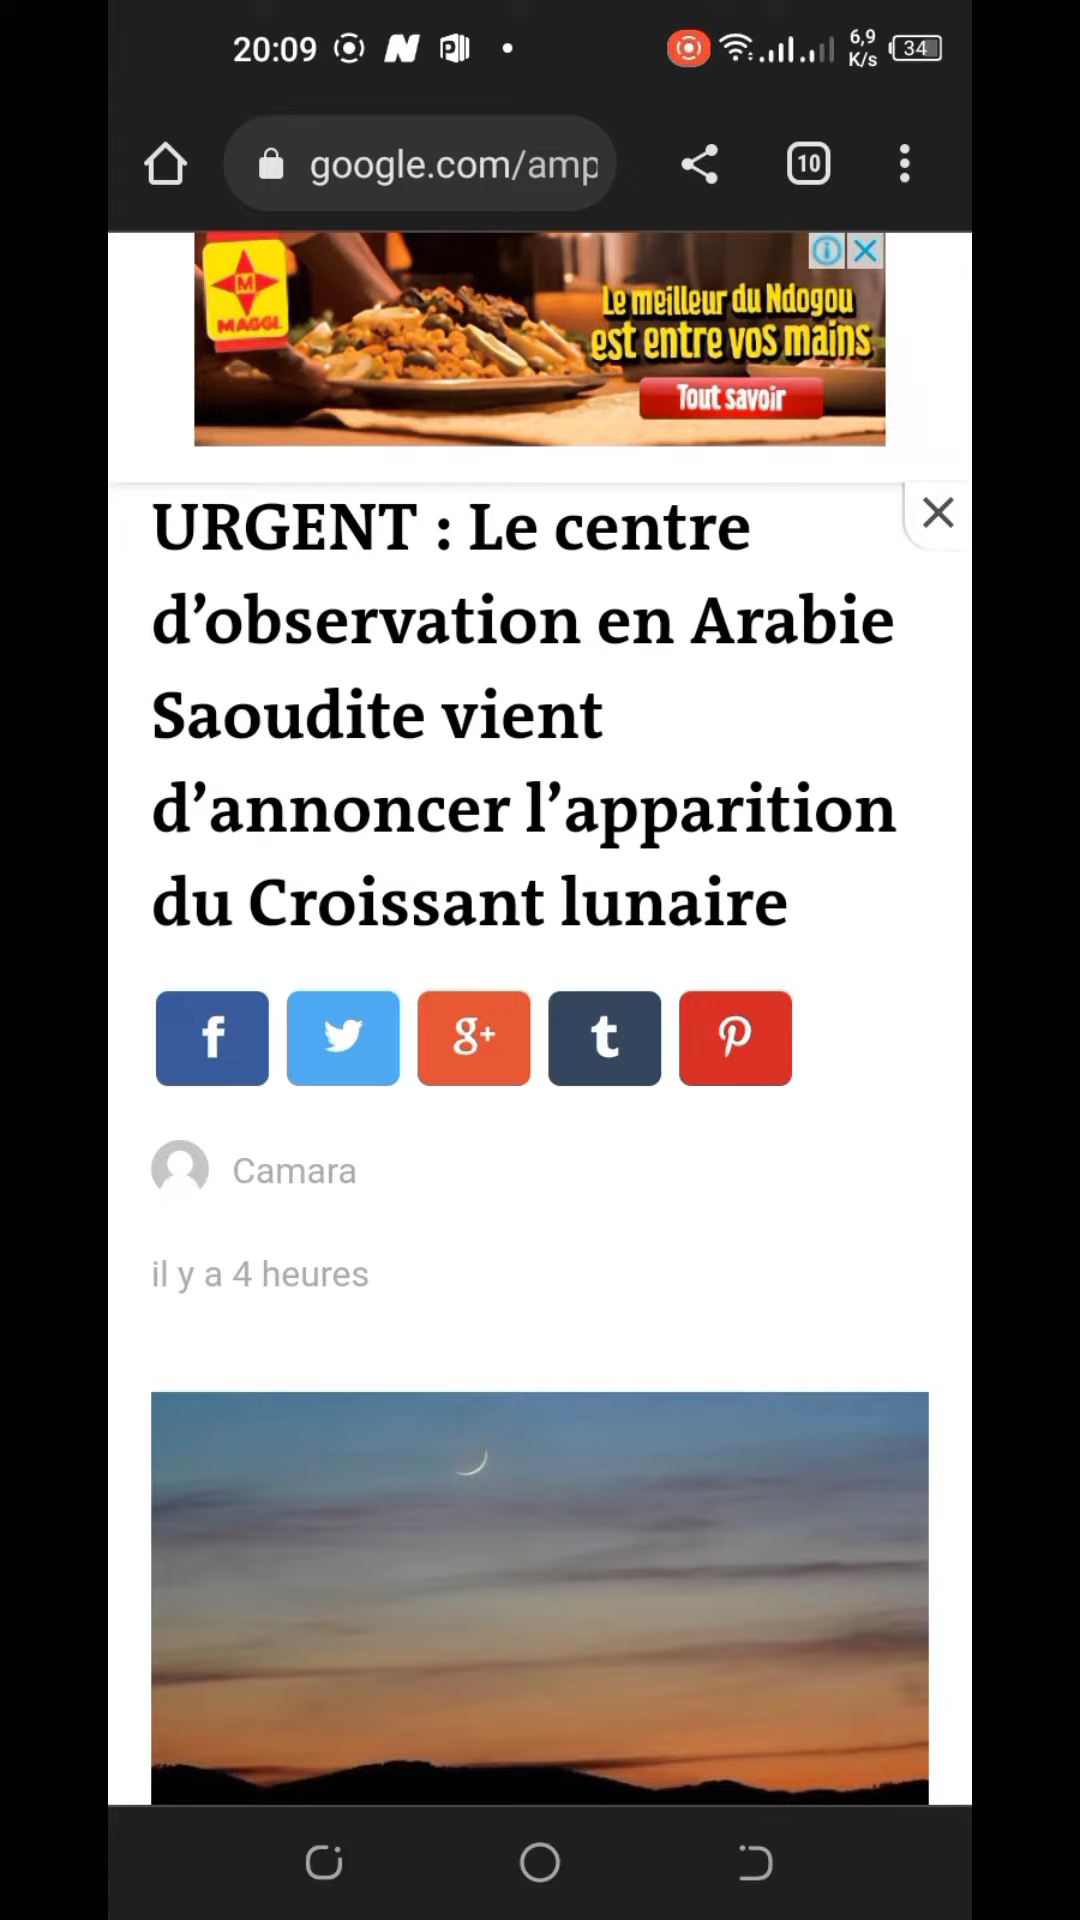 20:09
6,9
K/s
34
google.com/amp
10
MAGGI
Le meilleur du Ndogou
est entre vos mains
Tout savoir
URGENT : Le centre
d’observation en Arabie
Saoudite vient
d’annoncer l’apparition
du Croissant lunaire
f
g+
t
Camara
il y a 4 heures